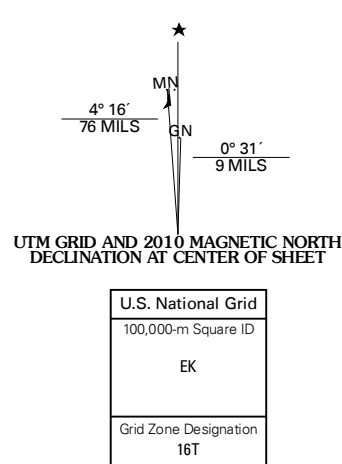 ★
MN
4° 16´
76 MILS
GN
0° 31´
9 MILS
UTM GRID AND 2010 MAGNETIC NORTH
DECLINATION AT CENTER OF SHEET
U.S. National Grid
100,000-m Square ID
EK
Grid Zone Designation
16T